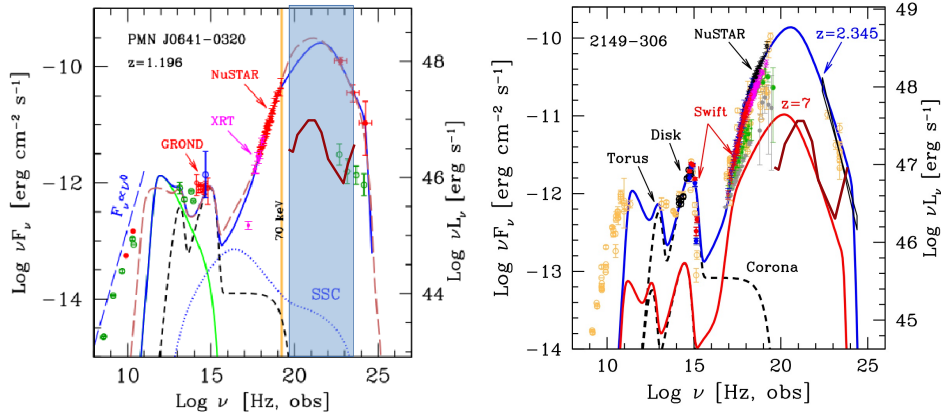 PMN J0641-0320
z=1.196
NuSTAR
XRT
GROND
F_ν∝ν^0
70 keV
SSC
-10
-12
-14
48
46
44
10
15
20
25
Log νF_ν [erg cm^−2 s^−1]
Log νL_ν [erg s^−1]
Log ν [Hz, obs]
2149-306
NuSTAR
z=2.345
z=7
Swift
Disk
Torus
Corona
-10
-11
-12
-13
-14
49
48
47
46
45
10
15
20
25
Log νF_ν [erg cm^−2 s^−1]
Log νL_ν [erg s^−1]
Log ν [Hz, obs]